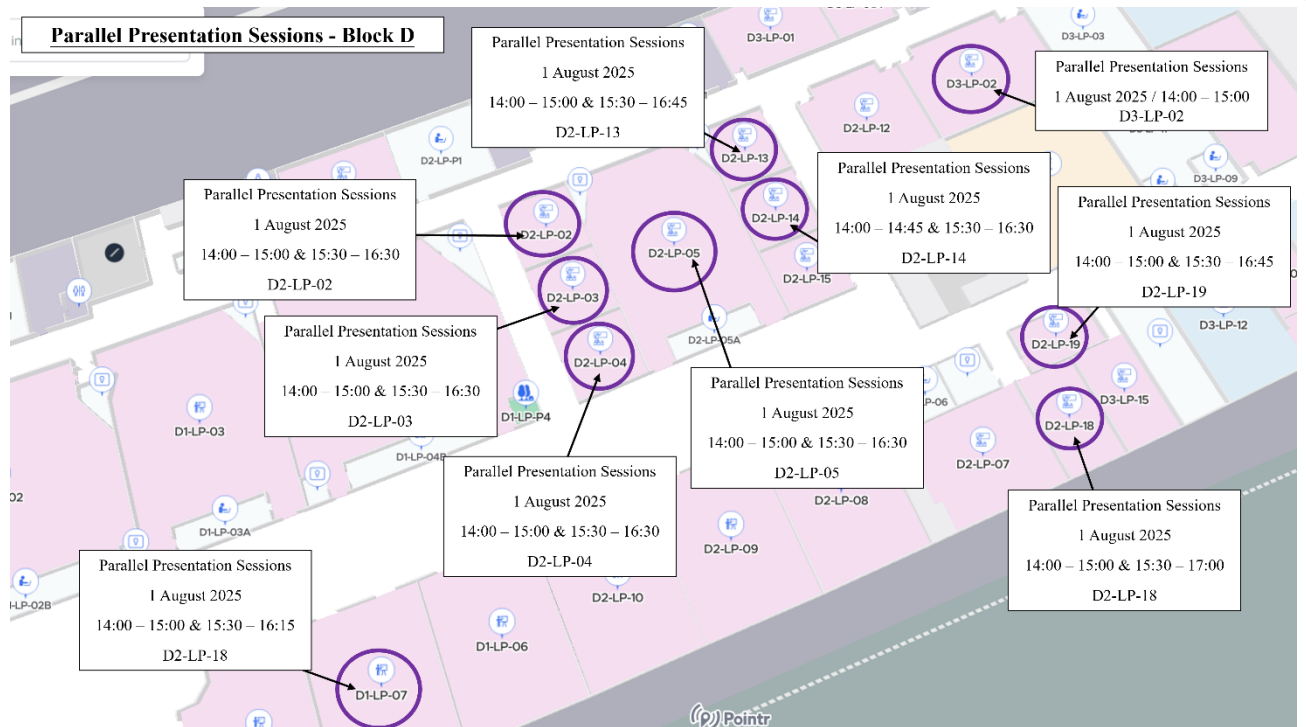 in
Parallel Presentation Sessions - Block D
D3-LP-01
D3-LP-03
Parallel Presentation Sessions
1 August 2025
14:00 – 15:00 & 15:30 – 16:45
D2-LP-13
D3-LP-02
Parallel Presentation Sessions
1 August 2025 / 14:00 – 15:00
D3-LP-02
D2-LP-12
D2-LP-P1
D2-LP-13
D3-LP-09
Parallel Presentation Sessions
1 August 2025
14:00 – 14:45 & 15:30 – 16:30
D2-LP-14
Parallel Presentation Sessions
1 August 2025
14:00 – 15:00 & 15:30 – 16:45
D2-LP-19
Parallel Presentation Sessions
1 August 2025
14:00 – 15:00 & 15:30 – 16:30
D2-LP-02
D2-LP-02
D2-LP-14
D2-LP-05
D2-LP-15
D2-LP-03
D3-LP-12
Parallel Presentation Sessions
1 August 2025
14:00 – 15:00 & 15:30 – 16:30
D2-LP-03
D2-LP-05A
D2-LP-19
D2-LP-04
Parallel Presentation Sessions
1 August 2025
14:00 – 15:00 & 15:30 – 16:30
D2-LP-05
LP-06
D3-LP-15
D1-LP-P4
D1-LP-03
D2-LP-18
D1-LP-04B
D2-LP-07
Parallel Presentation Sessions
1 August 2025
14:00 – 15:00 & 15:30 – 16:30
D2-LP-04
02
D2-LP-08
Parallel Presentation Sessions
1 August 2025
14:00 – 15:00 & 15:30 – 17:00
D2-LP-18
D1-LP-03A
D2-LP-09
Parallel Presentation Sessions
1 August 2025
14:00 – 15:00 & 15:30 – 16:15
D2-LP-18
LP-02B
D2-LP-10
D1-LP-06
D1-LP-07
Pointr